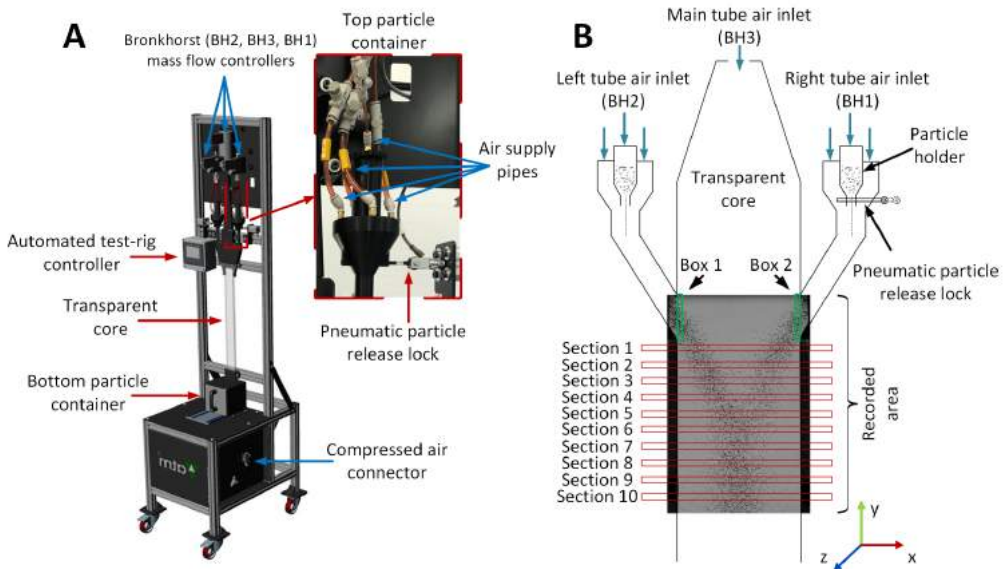 A
Bronkhorst (BH2, BH3, BH1)
mass flow controllers
Top particle
container
Air supply
pipes
Automated test-rig
controller
Transparent
core
Pneumatic particle
release lock
Bottom particle
container
Compressed air
connector
B
Main tube air inlet
(BH3)
Left tube air inlet
(BH2)
Right tube air inlet
(BH1)
Particle
holder
Transparent
core
Pneumatic particle
release lock
Box 1
Box 2
Section 1
Section 2
Section 3
Section 4
Section 5
Section 6
Section 7
Section 8
Section 9
Section 10
Recorded
area
y
x
z